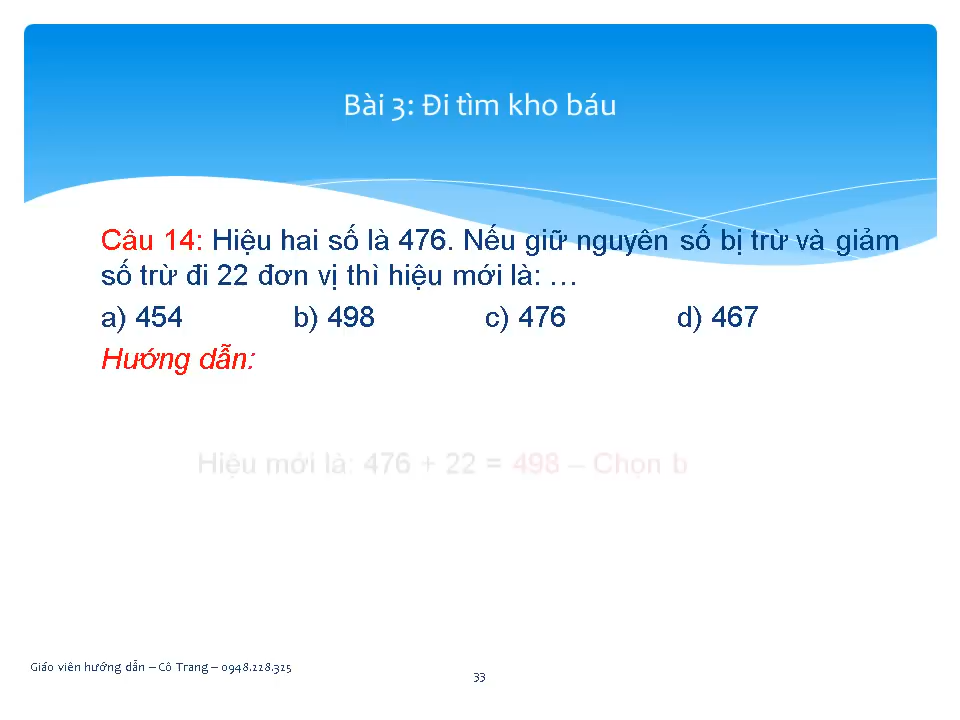 Bài 3: Đi tìm kho báu
Câu 14: Hiệu hai số là 476. Nếu giữ nguyên số bị trừ và giảm
số trừ đi 22 đơn vị thì hiệu mới là: …
a) 454 b) 498 c) 476 d) 467
Hướng dẫn:
Hiệu mới là: 476 + 22 = 498 – Chọn b
Giáo viên hướng dẫn – Cô Trang – 0948.228.325
33